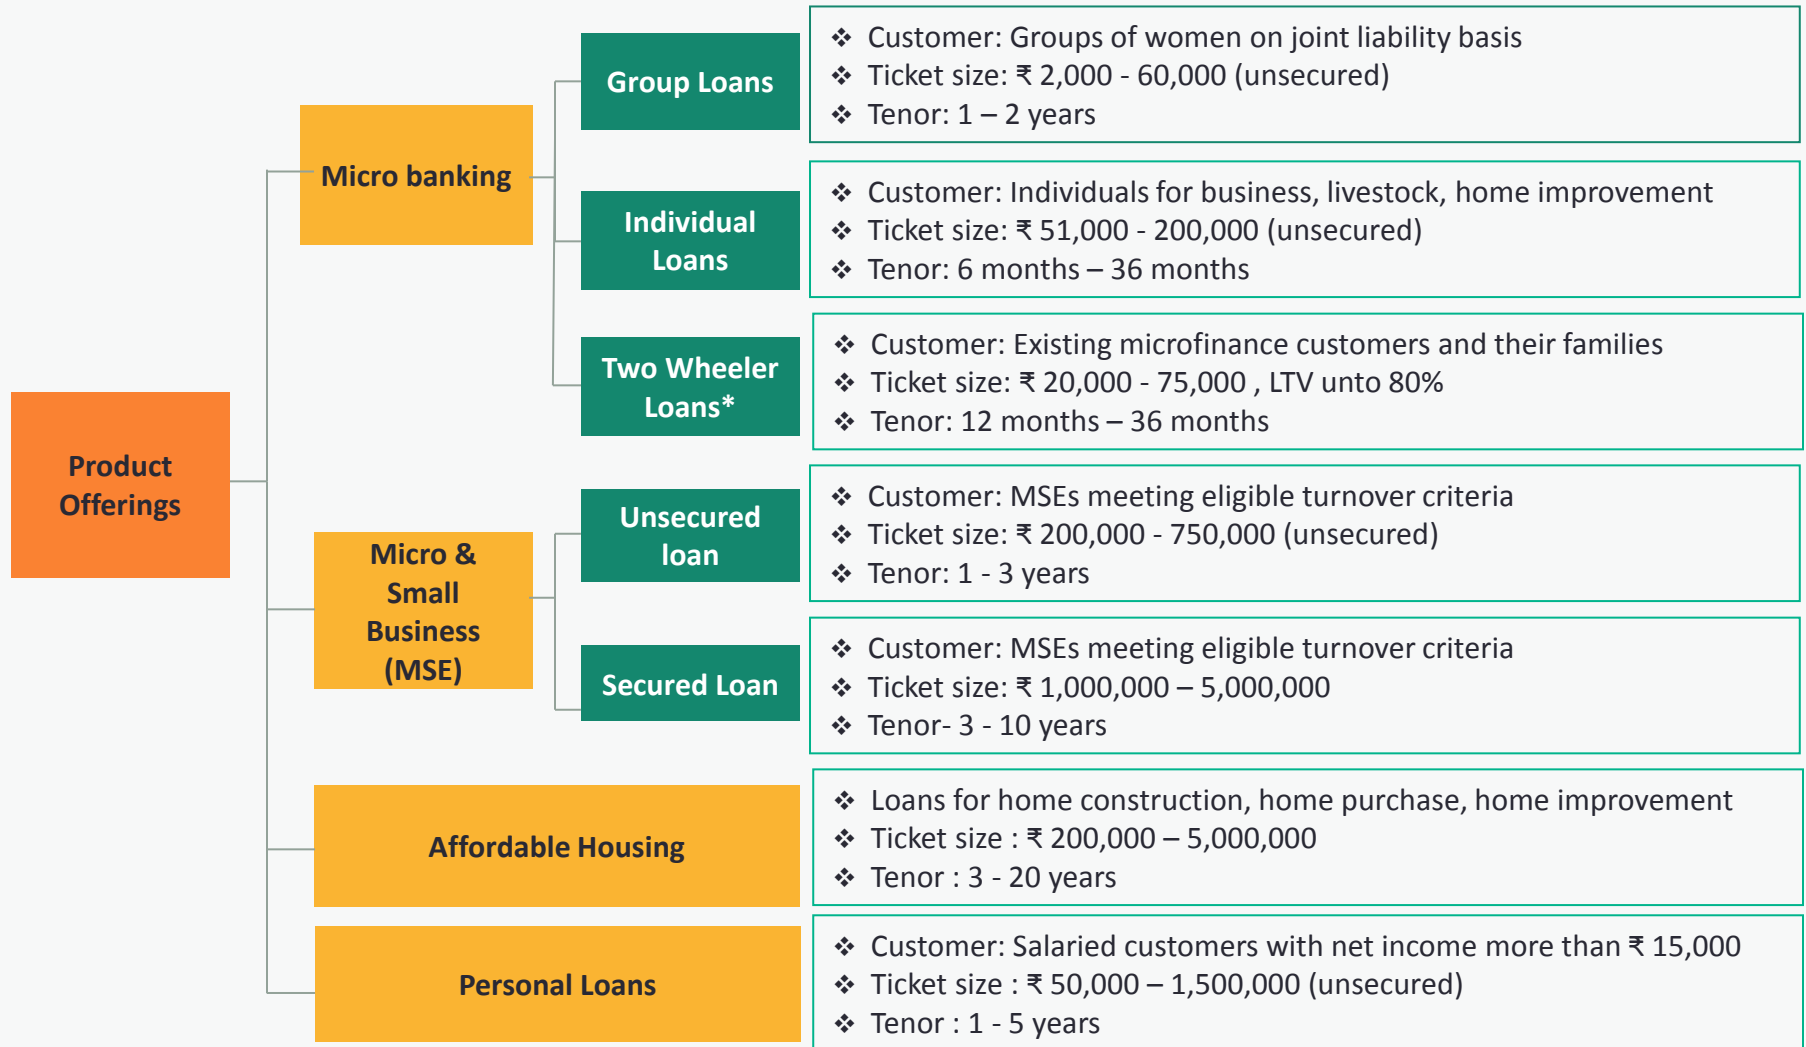 Product
Offerings
Micro banking
Group Loans
❖ Customer: Groups of women on joint liability basis
❖ Ticket size: ₹ 2,000 - 60,000 (unsecured)
❖ Tenor: 1 – 2 years
Individual
Loans
❖ Customer: Individuals for business, livestock, home improvement
❖ Ticket size: ₹ 51,000 - 200,000 (unsecured)
❖ Tenor: 6 months – 36 months
Two Wheeler
Loans*
❖ Customer: Existing microfinance customers and their families
❖ Ticket size: ₹ 20,000 - 75,000 , LTV unto 80%
❖ Tenor: 12 months – 36 months
Micro &
Small
Business
(MSE)
Unsecured
loan
❖ Customer: MSEs meeting eligible turnover criteria
❖ Ticket size: ₹ 200,000 - 750,000 (unsecured)
❖ Tenor: 1 - 3 years
Secured Loan
❖ Customer: MSEs meeting eligible turnover criteria
❖ Ticket size: ₹ 1,000,000 – 5,000,000
❖ Tenor- 3 - 10 years
Affordable Housing
❖ Loans for home construction, home purchase, home improvement
❖ Ticket size : ₹ 200,000 – 5,000,000
❖ Tenor : 3 - 20 years
Personal Loans
❖ Customer: Salaried customers with net income more than ₹ 15,000
❖ Ticket size : ₹ 50,000 – 1,500,000 (unsecured)
❖ Tenor : 1 - 5 years